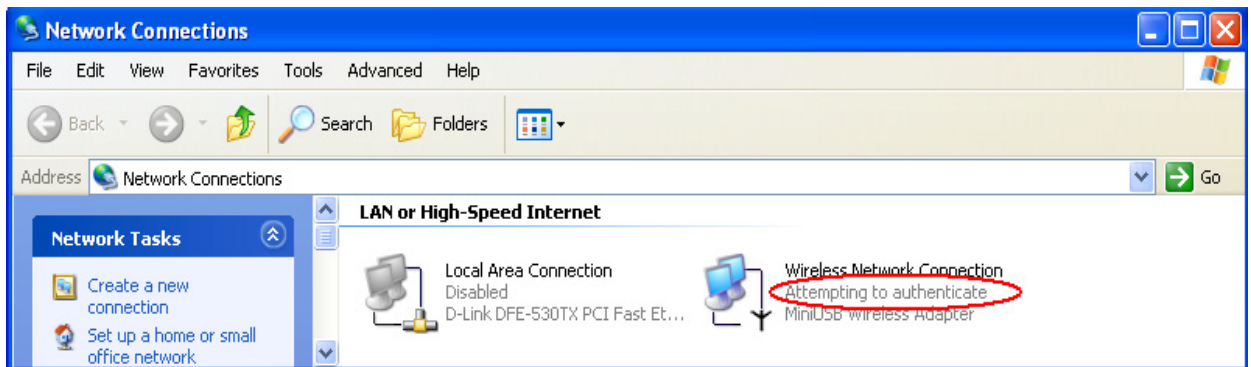 Network Connections
File Edit View Favorites Tools Advanced Help
Back Search Folders
Address Network Connections Go
Network Tasks
Create a new
connection
Set up a home or small
office network
LAN or High-Speed Internet
Local Area Connection
Disabled
D-Link DFE-530TX PCI Fast Et...
Wireless Network Connection
Attempting to authenticate
MiniUSB Wireless Adapter